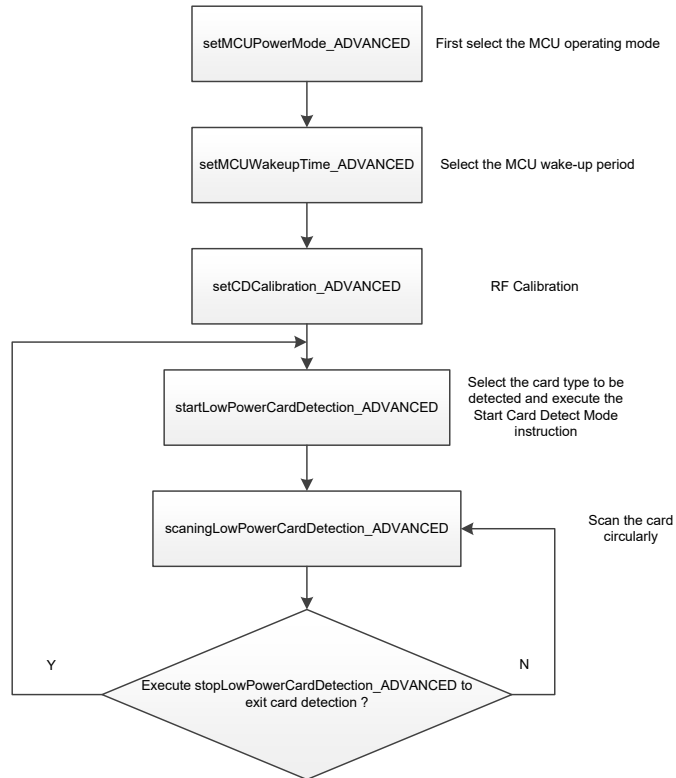 setMCUPowerMode_ADVANCED
First select the MCU operating mode
setMCUWakeupTime_ADVANCED
Select the MCU wake-up period
setCDCalibration_ADVANCED
RF Calibration
startLowPowerCardDetection_ADVANCED
Select the card type to be
detected and execute the
Start Card Detect Mode
instruction
scaningLowPowerCardDetection_ADVANCED
Scan the card
circularly
Y
N
Execute stopLowPowerCardDetection_ADVANCED to
exit card detection ?